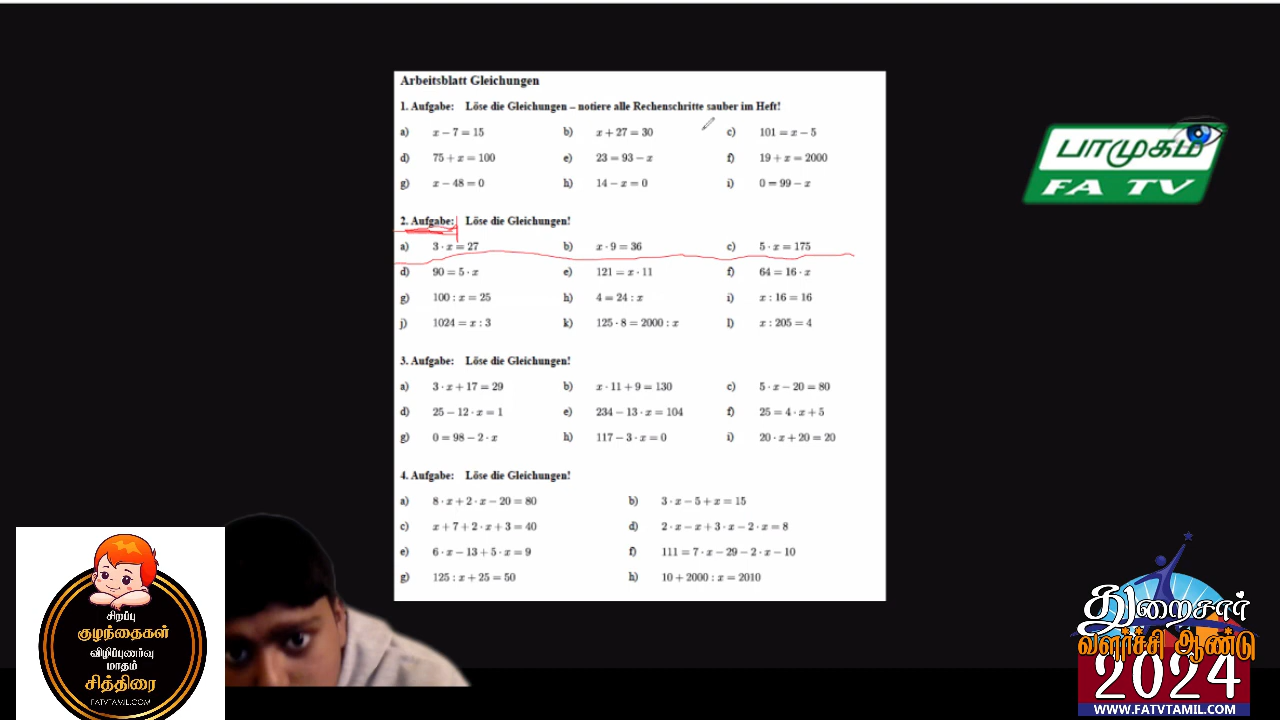 Arbeitsblatt Gleichungen
1. Aufgabe: Löse die Gleichungen – notiere alle Rechenschritte sauber im Heft!
a) x − 7 = 15 b) x + 27 = 30 c) 101 = x − 5
d) 75 + x = 100 e) 23 = 93 − x f) 19 + x = 2000
g) x − 48 = 0 h) 14 − x = 0 i) 0 = 99 − x
2. Aufgabe: Löse die Gleichungen!
a) 3 · x = 27 b) x · 9 = 36 c) 5 · x = 175
d) 90 = 5 · x e) 121 = x · 11 f) 64 = 16 · x
g) 100 : x = 25 h) 4 = 24 : x i) x : 16 = 16
j) 1024 = x : 3 k) 125 · 8 = 2000 : x l) x : 205 = 4
3. Aufgabe: Löse die Gleichungen!
a) 3 · x + 17 = 29 b) x · 11 + 9 = 130 c) 5 · x − 20 = 80
d) 25 − 12 · x = 1 e) 234 − 13 · x = 104 f) 25 = 4 · x + 5
g) 0 = 98 − 2 · x h) 117 − 3 · x = 0 i) 20 · x + 20 = 20
4. Aufgabe: Löse die Gleichungen!
a) 8 · x + 2 · x − 20 = 80 b) 3 · x − 5 + x = 15
c) x + 7 + 2 · x + 3 = 40 d) 2 · x − x + 3 · x − 2 · x = 8
e) 6 · x − 13 + 5 · x = 9 f) 111 = 7 · x − 29 − 2 · x − 10
g) 125 : x + 25 = 50 h) 10 + 2000 : x = 2010
பாமுகம்
FA TV
சிறப்பு
குழந்தைகள்
விழிப்புணர்வு
மாதம்
சித்திரை
FATVTAMIL.COM
துறைசார்
வளர்ச்சி ஆண்டு
2024
WWW.FATVTAMIL.COM